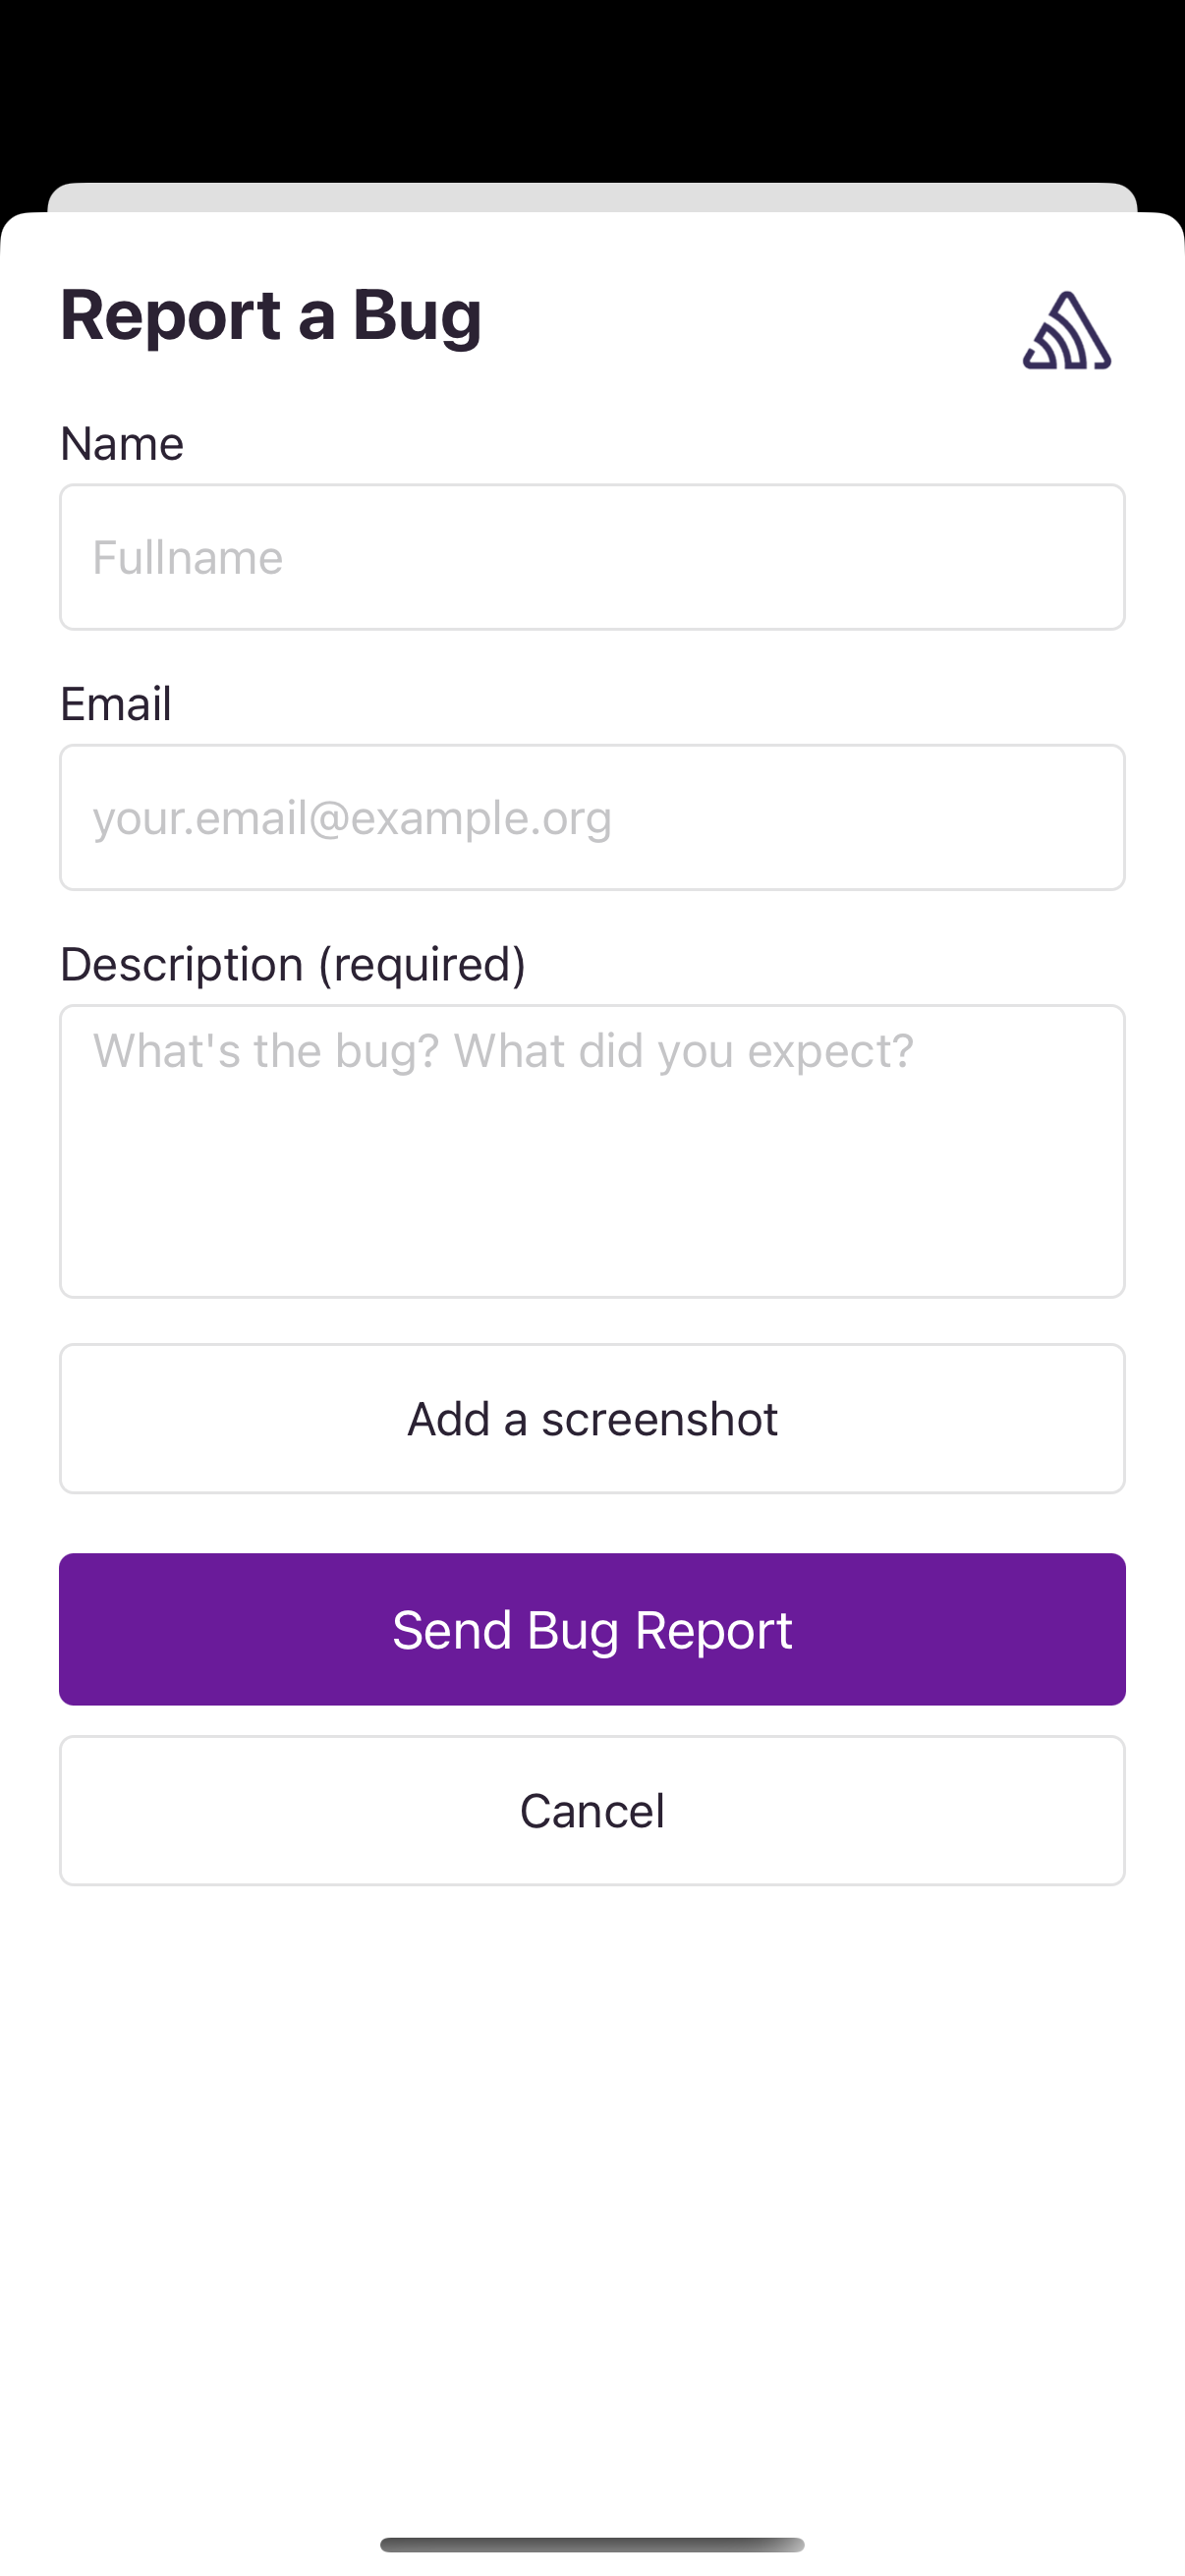 Report a Bug
Name
Fullname
Email
your.email@example.org
Description (required)
What's the bug? What did you expect?
Add a screenshot
Send Bug Report
Cancel